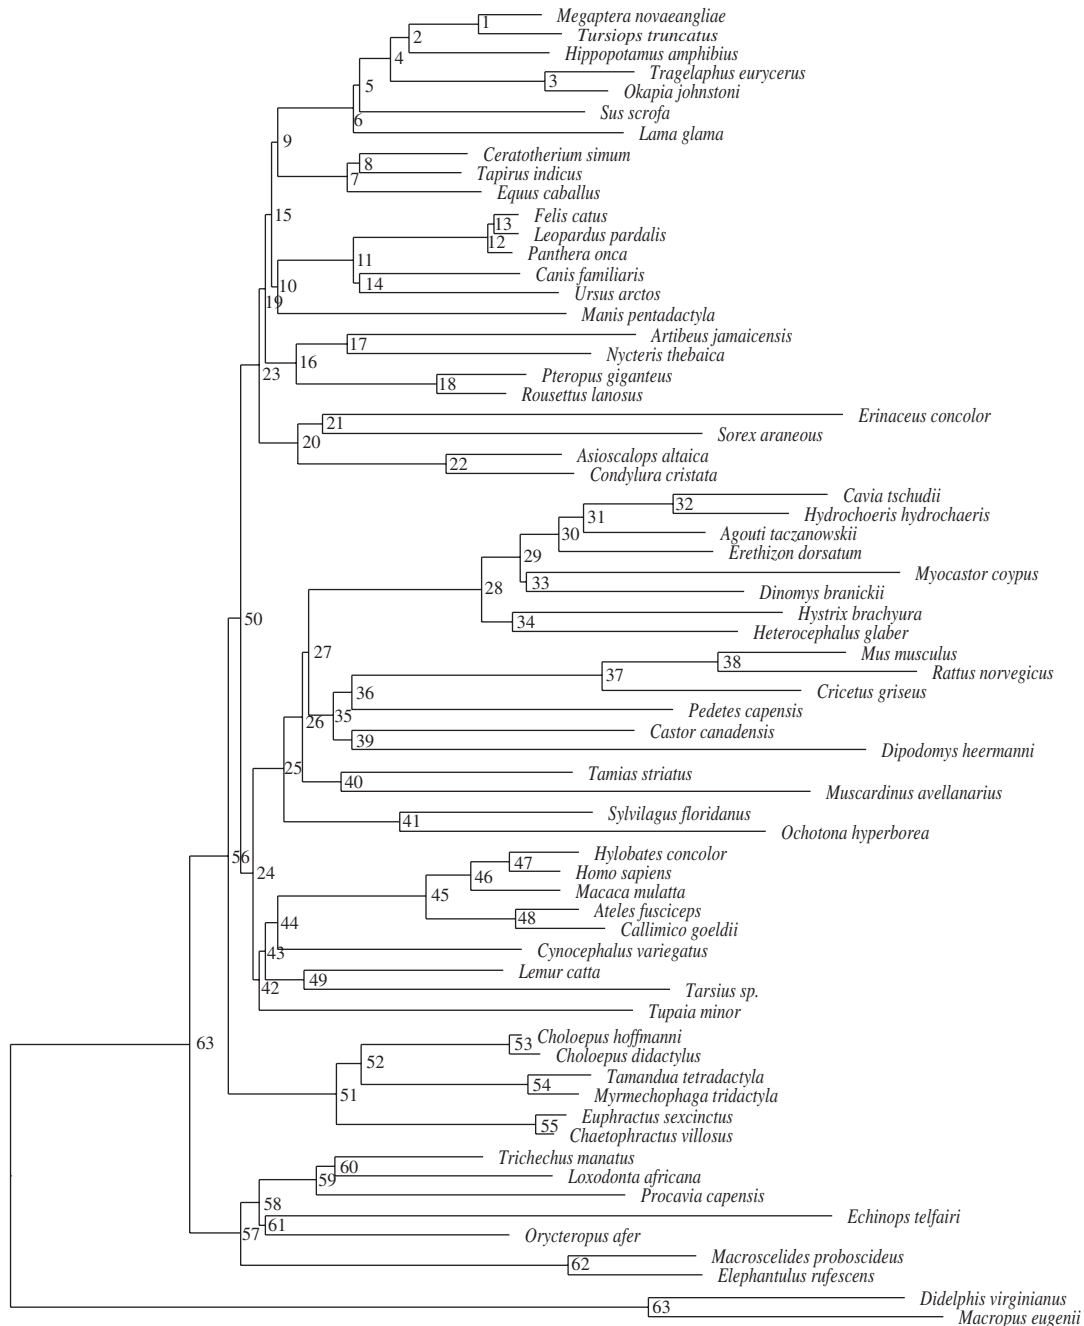 Megaptera novaeangliae
1
2
Tursiops truncatus
Hippopotamus amphibius
4
Tragelaphus eurycerus
3
5
Okapia johnstoni
Sus scrofa
6
Lama glama
9
Ceratotherium simum
8
Tapirus indicus
7
Equus caballus
15
Felis catus
13
Leopardus pardalis
12
Panthera onca
11
Canis familiaris
14
10
Ursus arctos
19
Manis pentadactyla
Artibeus jamaicensis
17
Nycteris thebaica
16
23
Pteropus giganteus
18
Rousettus lanosus
Erinaceus concolor
21
Sorex araneous
20
Asioscalops altaica
22
Condylura cristata
Cavia tschudii
32
Hydrochoeris hydrochaeris
31
Agouti taczanowskii
30
Erethizon dorsatum
29
Myocastor coypus
33
28
Dinomys branickii
Hystrix brachyura
34
50
Heterocephalus glaber
27
Mus musculus
38
Rattus norvegicus
37
Cricetus griseus
36
Pedetes capensis
35
26
Castor canadensis
39
Dipodomys heermanni
25
Tamias striatus
40
Muscardinus avellanarius
Sylvilagus floridanus
41
Ochotona hyperborea
56
Hylobates concolor
47
24
Homo sapiens
46
Macaca mulatta
45
Ateles fusciceps
48
44
Callimico goeldii
43
Cynocephalus variegatus
Lemur catta
49
42
Tarsius sp.
Tupaia minor
63
Choloepus hoffmanni
53
Choloepus didactylus
52
Tamandua tetradactyla
54
51
Myrmechophaga tridactyla
Euphractus sexcinctus
55
Chaetophractus villosus
Trichechus manatus
60
Loxodonta africana
59
Procavia capensis
58
Echinops telfairi
61
57
Orycteropus afer
Macroscelides proboscideus
62
Elephantulus rufescens
Didelphis virginianus
63
Macropus eugenii